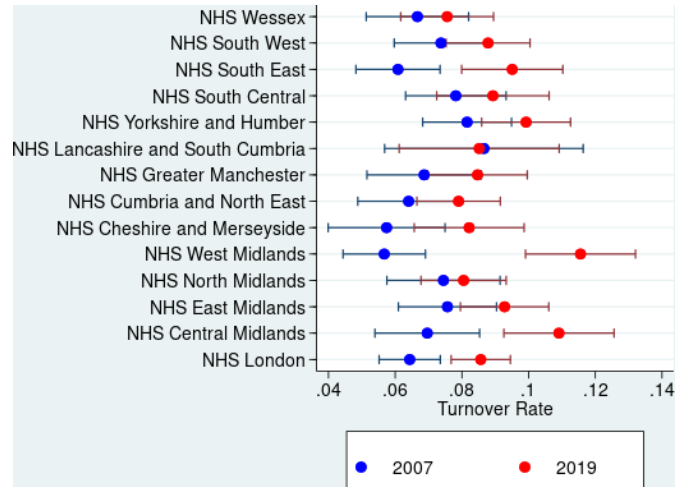 NHS Wessex
NHS South West
NHS South East
NHS South Central
NHS Yorkshire and Humber
NHS Lancashire and South Cumbria
NHS Greater Manchester
NHS Cumbria and North East
NHS Cheshire and Merseyside
NHS West Midlands
NHS North Midlands
NHS East Midlands
NHS Central Midlands
NHS London
.04 .06 .08 .1 .12 .14
Turnover Rate
2007 2019